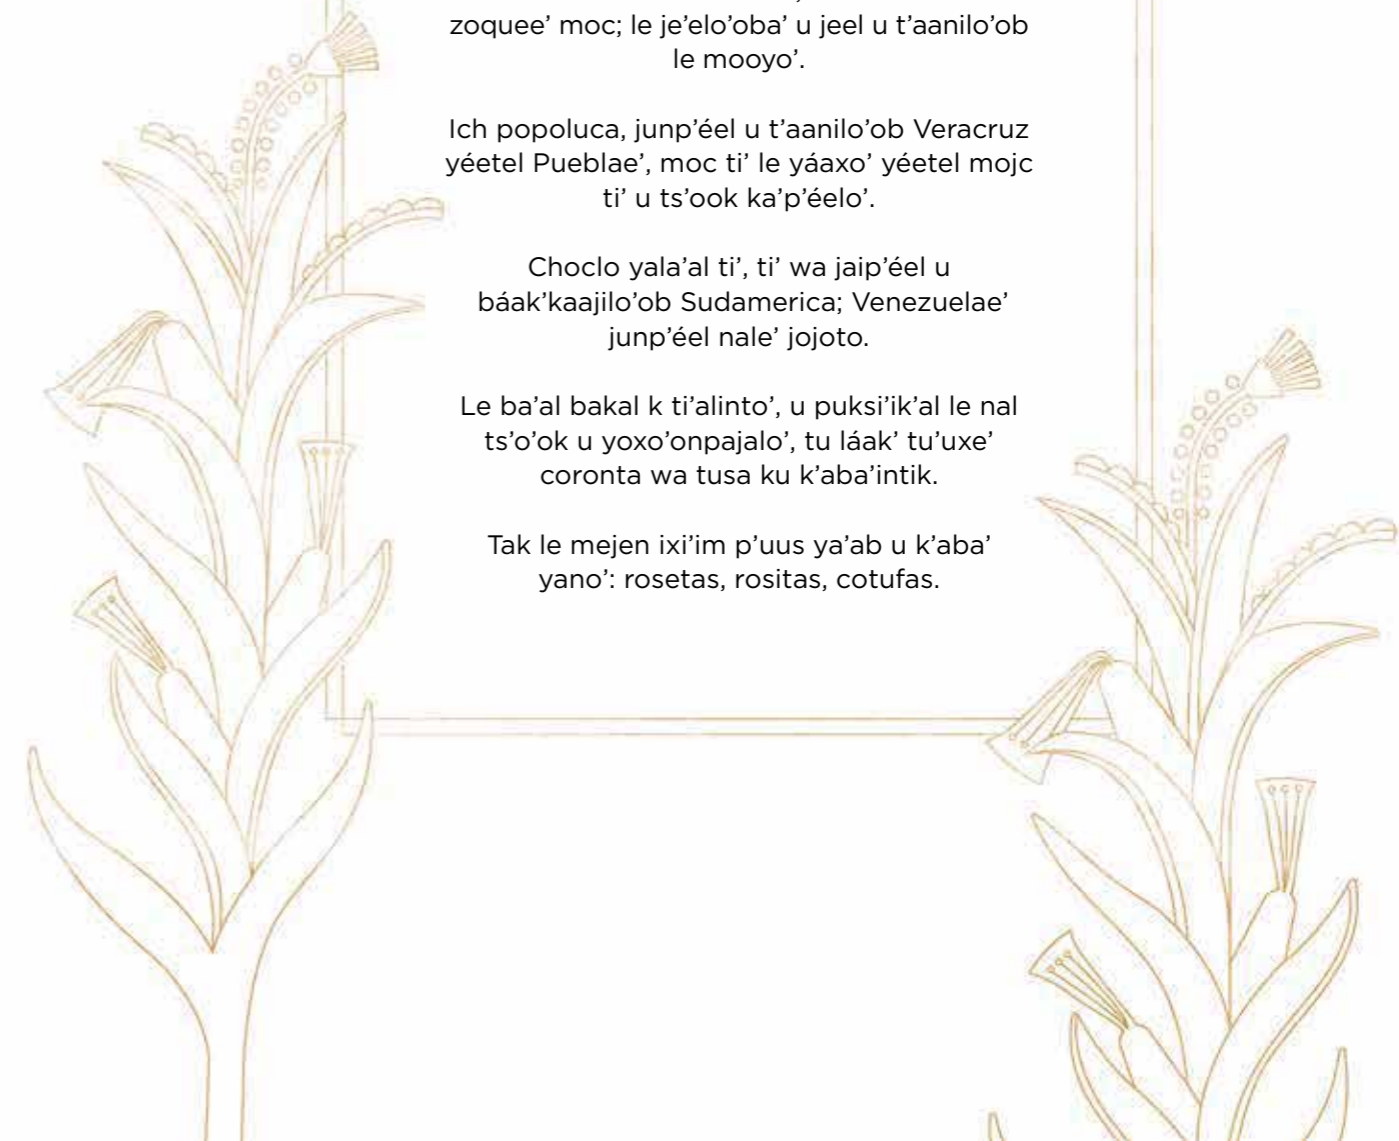 zoquee’ moc; le je’elo’oba’ u jeel u t’aanilo’ob
le mooyo’.
Ich popoluca, junp’éel u t’aanilo’ob Veracruz
yéetel Pueblae’, moc ti’ le yáaxo’ yéetel mojc
ti’ u ts’ook ka’p’éelo’.
Choclo yala’al ti’, ti’ wa jaip’éel u
báak’kaajilo’ob Sudamerica; Venezuelae’
junp’éel nale’ jojoto.
Le ba’al bakal k ti’alinto’, u puksi’ik’al le nal
ts’o’ok u yoxo’onpajalo’, tu láak’ tu’uxe’
coronta wa tusa ku k’aba’intik.
Tak le mejen ixi’im p’uus ya’ab u k’aba’
yano’: rosetas, rositas, cotufas.